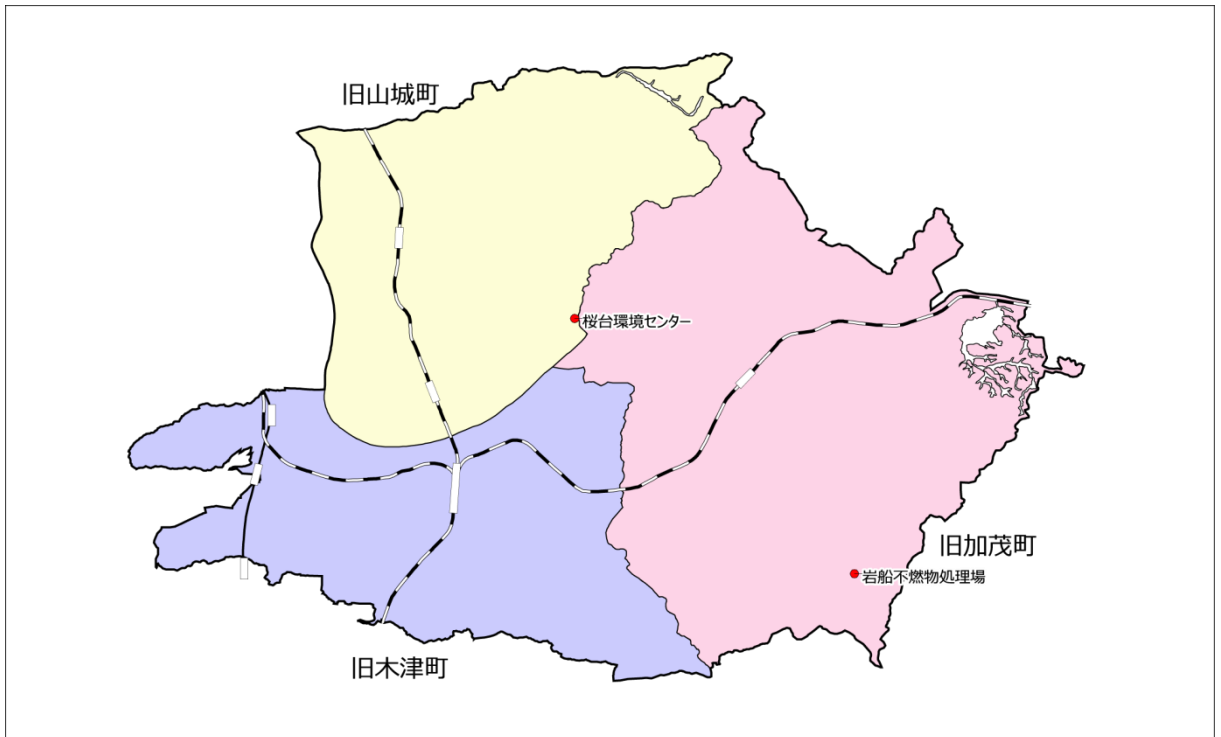 旧山城町
桜台環境センター
旧加茂町
岩船不燃物処理場
旧木津町